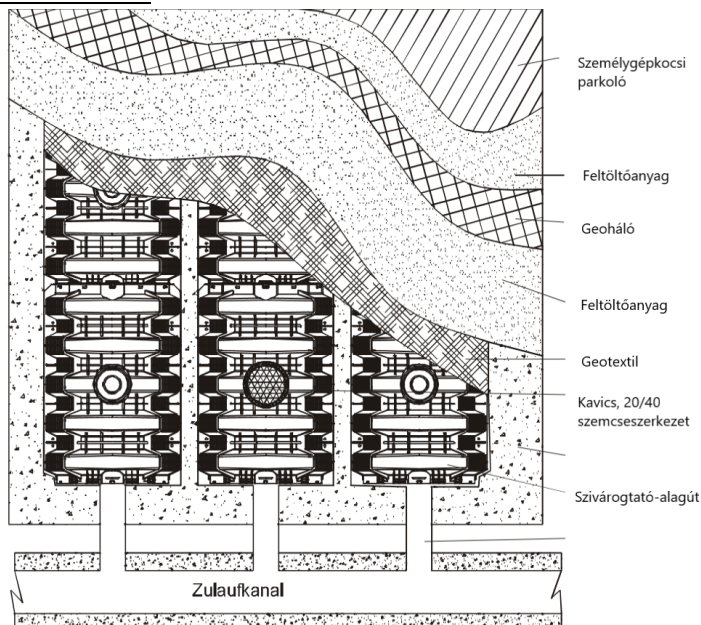 Személygépkocsi
parkoló
Feltöltőanyag
Geoháló
Feltöltőanyag
Geotextil
Kavics, 20/40
szemcseszerkezet
Szivárogtató-alagút
Zulaufkanal